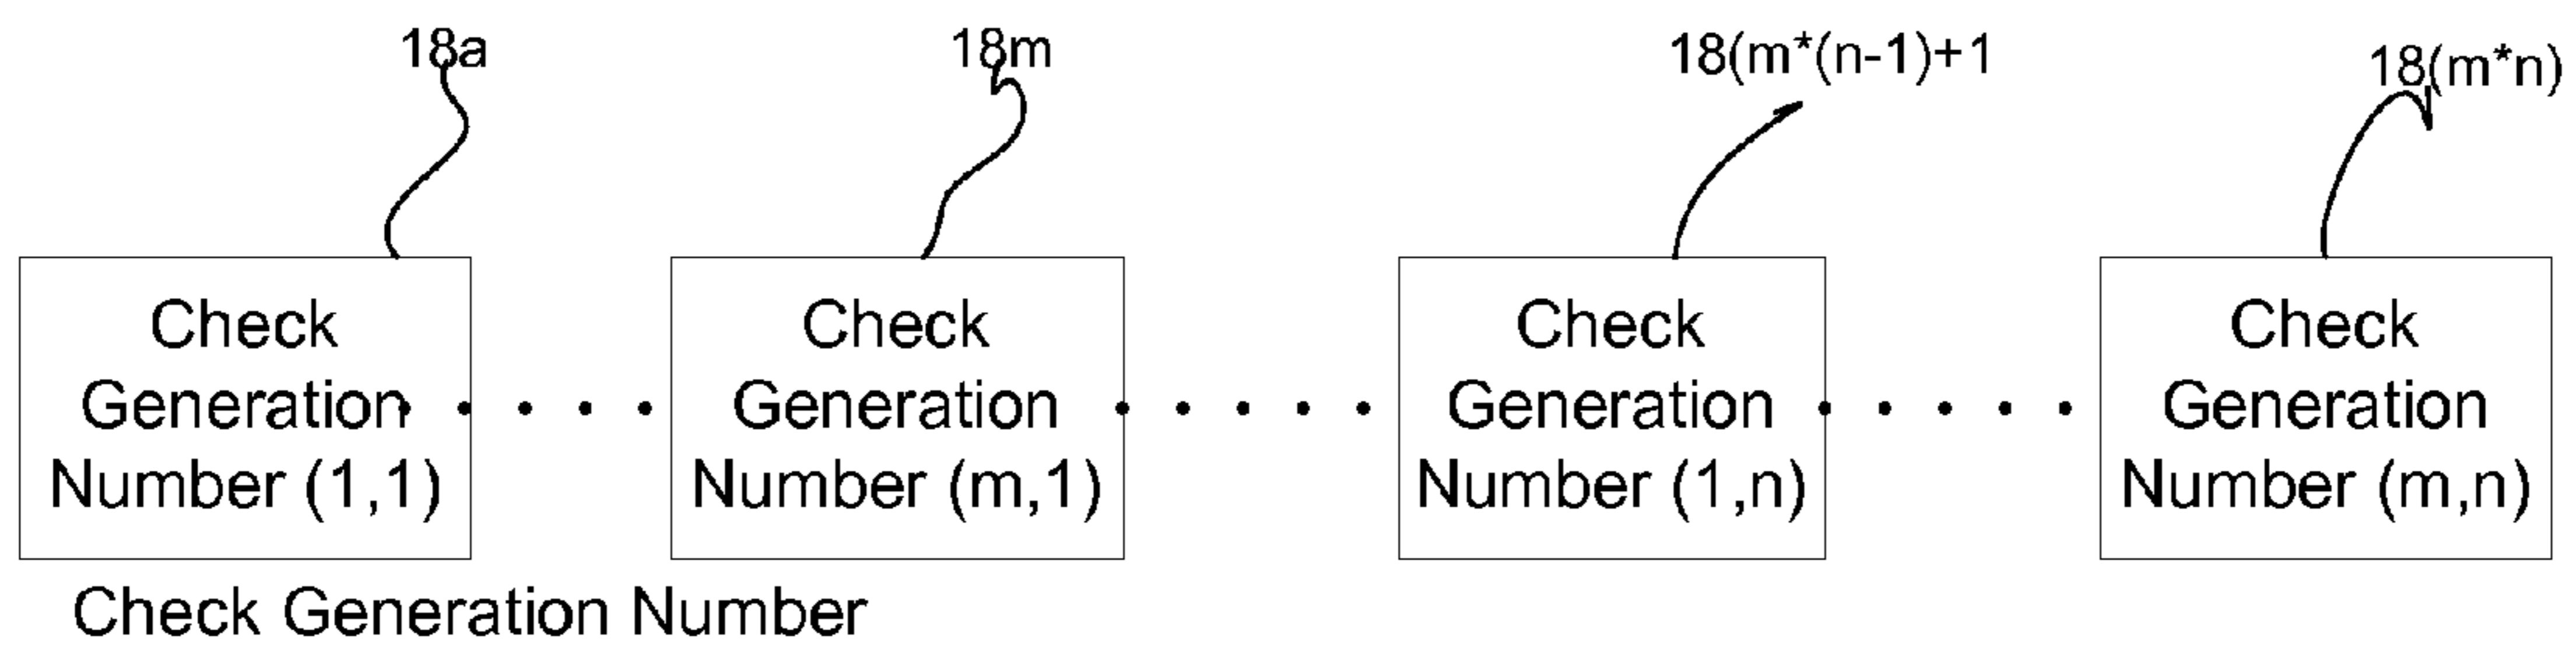 18a
18m
18(m*(n-1)+1
18(m*n)
Check
Generation
Number (1,1)
Check
Generation
Number (m,1)
Check
Generation
Number (1,n)
Check
Generation
Number (m,n)
Check Generation Number